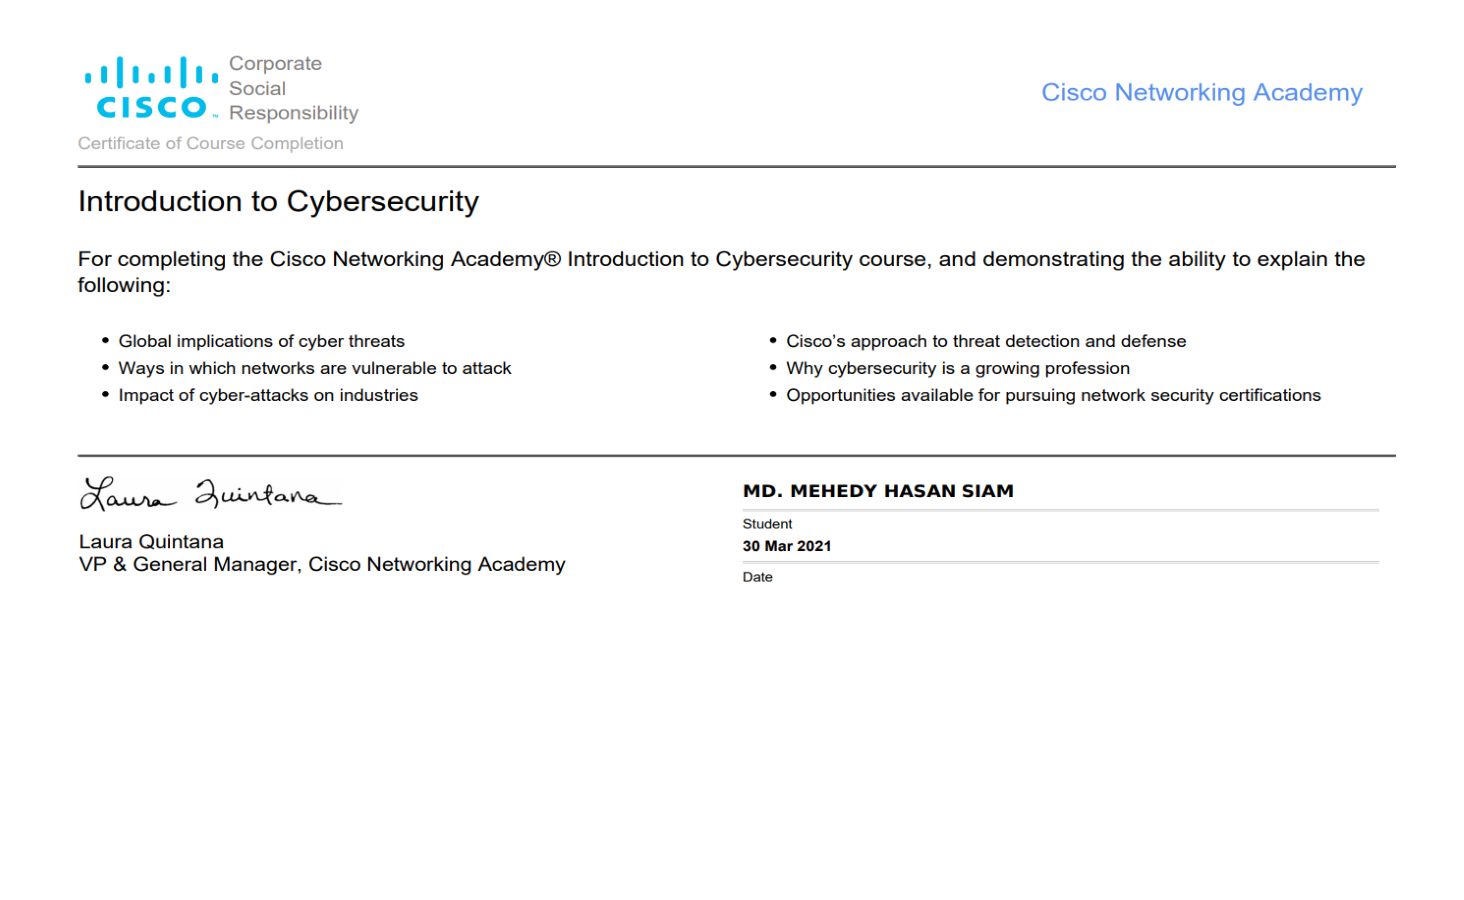 Corporate
Social
CISCO™ Responsibility
Cisco Networking Academy
Certificate of Course Completion
Introduction to Cybersecurity
For completing the Cisco Networking Academy® Introduction to Cybersecurity course, and demonstrating the ability to explain the
following:
• Global implications of cyber threats
• Ways in which networks are vulnerable to attack
• Impact of cyber-attacks on industries
• Cisco’s approach to threat detection and defense
• Why cybersecurity is a growing profession
• Opportunities available for pursuing network security certifications
Laura Quintana
Laura Quintana
VP & General Manager, Cisco Networking Academy
MD. MEHEDY HASAN SIAM
Student
30 Mar 2021
Date